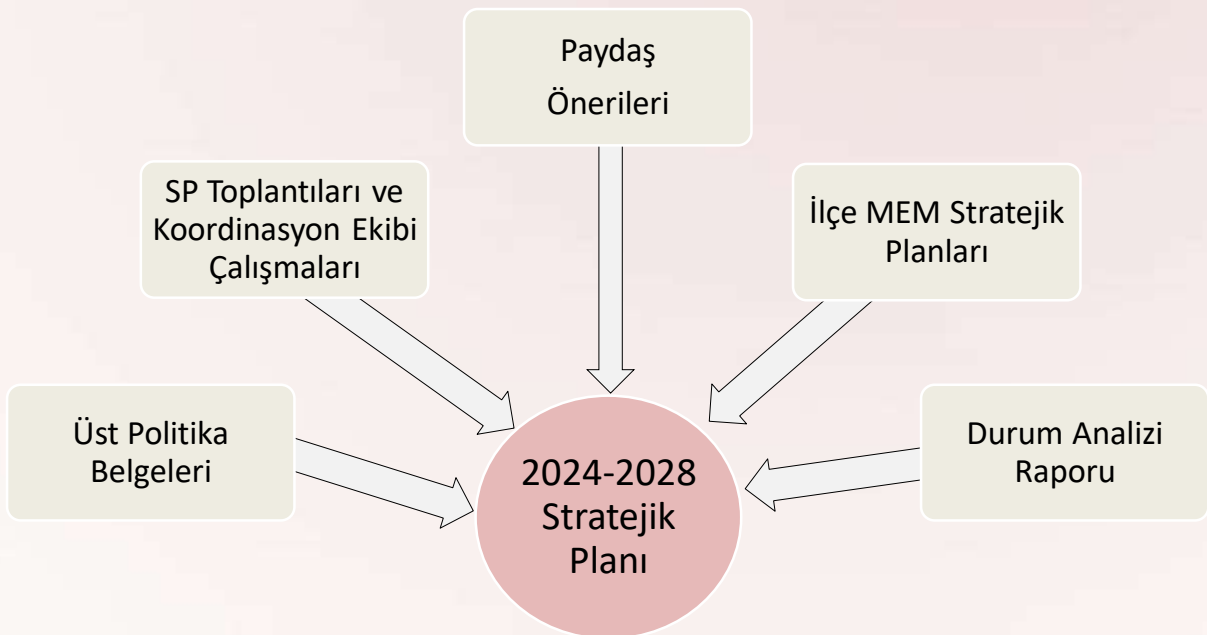 Paydaş
Önerileri
SP Toplantıları ve
Koordinasyon Ekibi
Çalışmaları
İlçe MEM Stratejik
Planları
Üst Politika
Belgeleri
Durum Analizi
Raporu
2024-2028
Stratejik
Planı